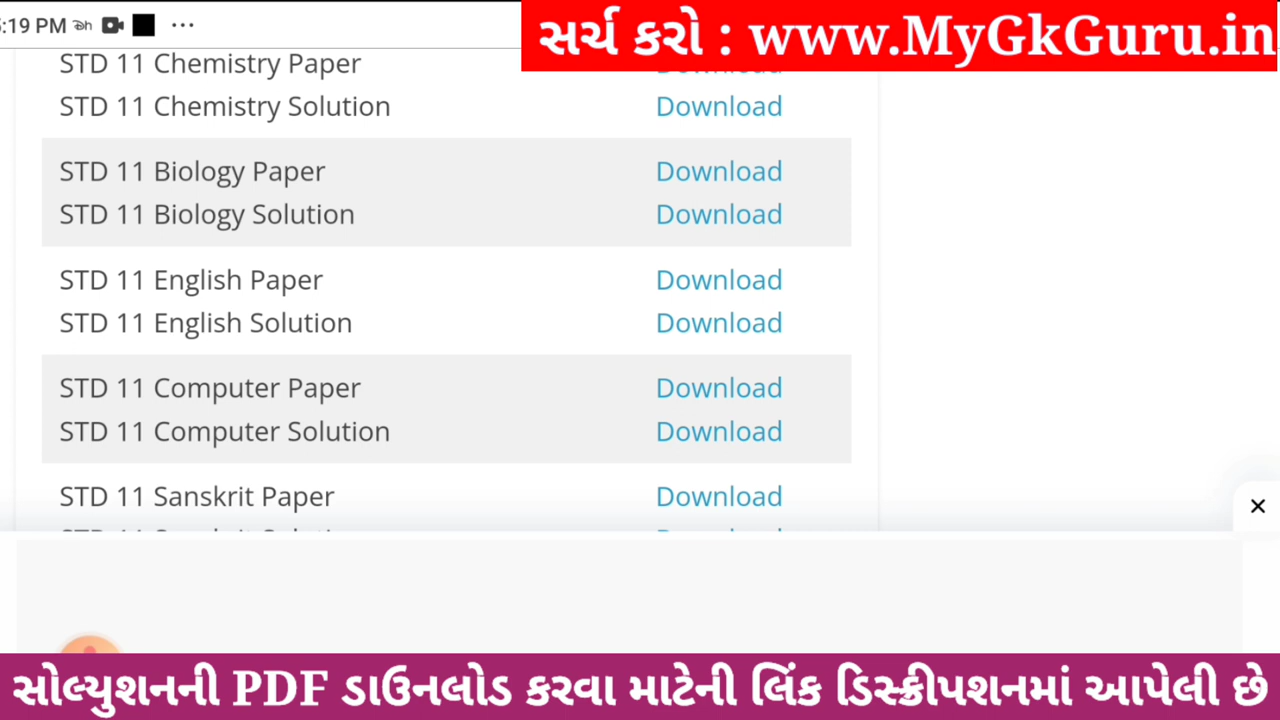 :19 PM
સર્ચ કરો : www.MyGkGuru.in
STD 11 Chemistry Paper
STD 11 Chemistry Solution Download
STD 11 Biology Paper Download
STD 11 Biology Solution Download
STD 11 English Paper Download
STD 11 English Solution Download
STD 11 Computer Paper Download
STD 11 Computer Solution Download
STD 11 Sanskrit Paper Download
સોલ્યુશનની PDF ડાઉનલોડ કરવા માટેની લિંક ડિસ્ક્રીપશનમાં આપેલી છે